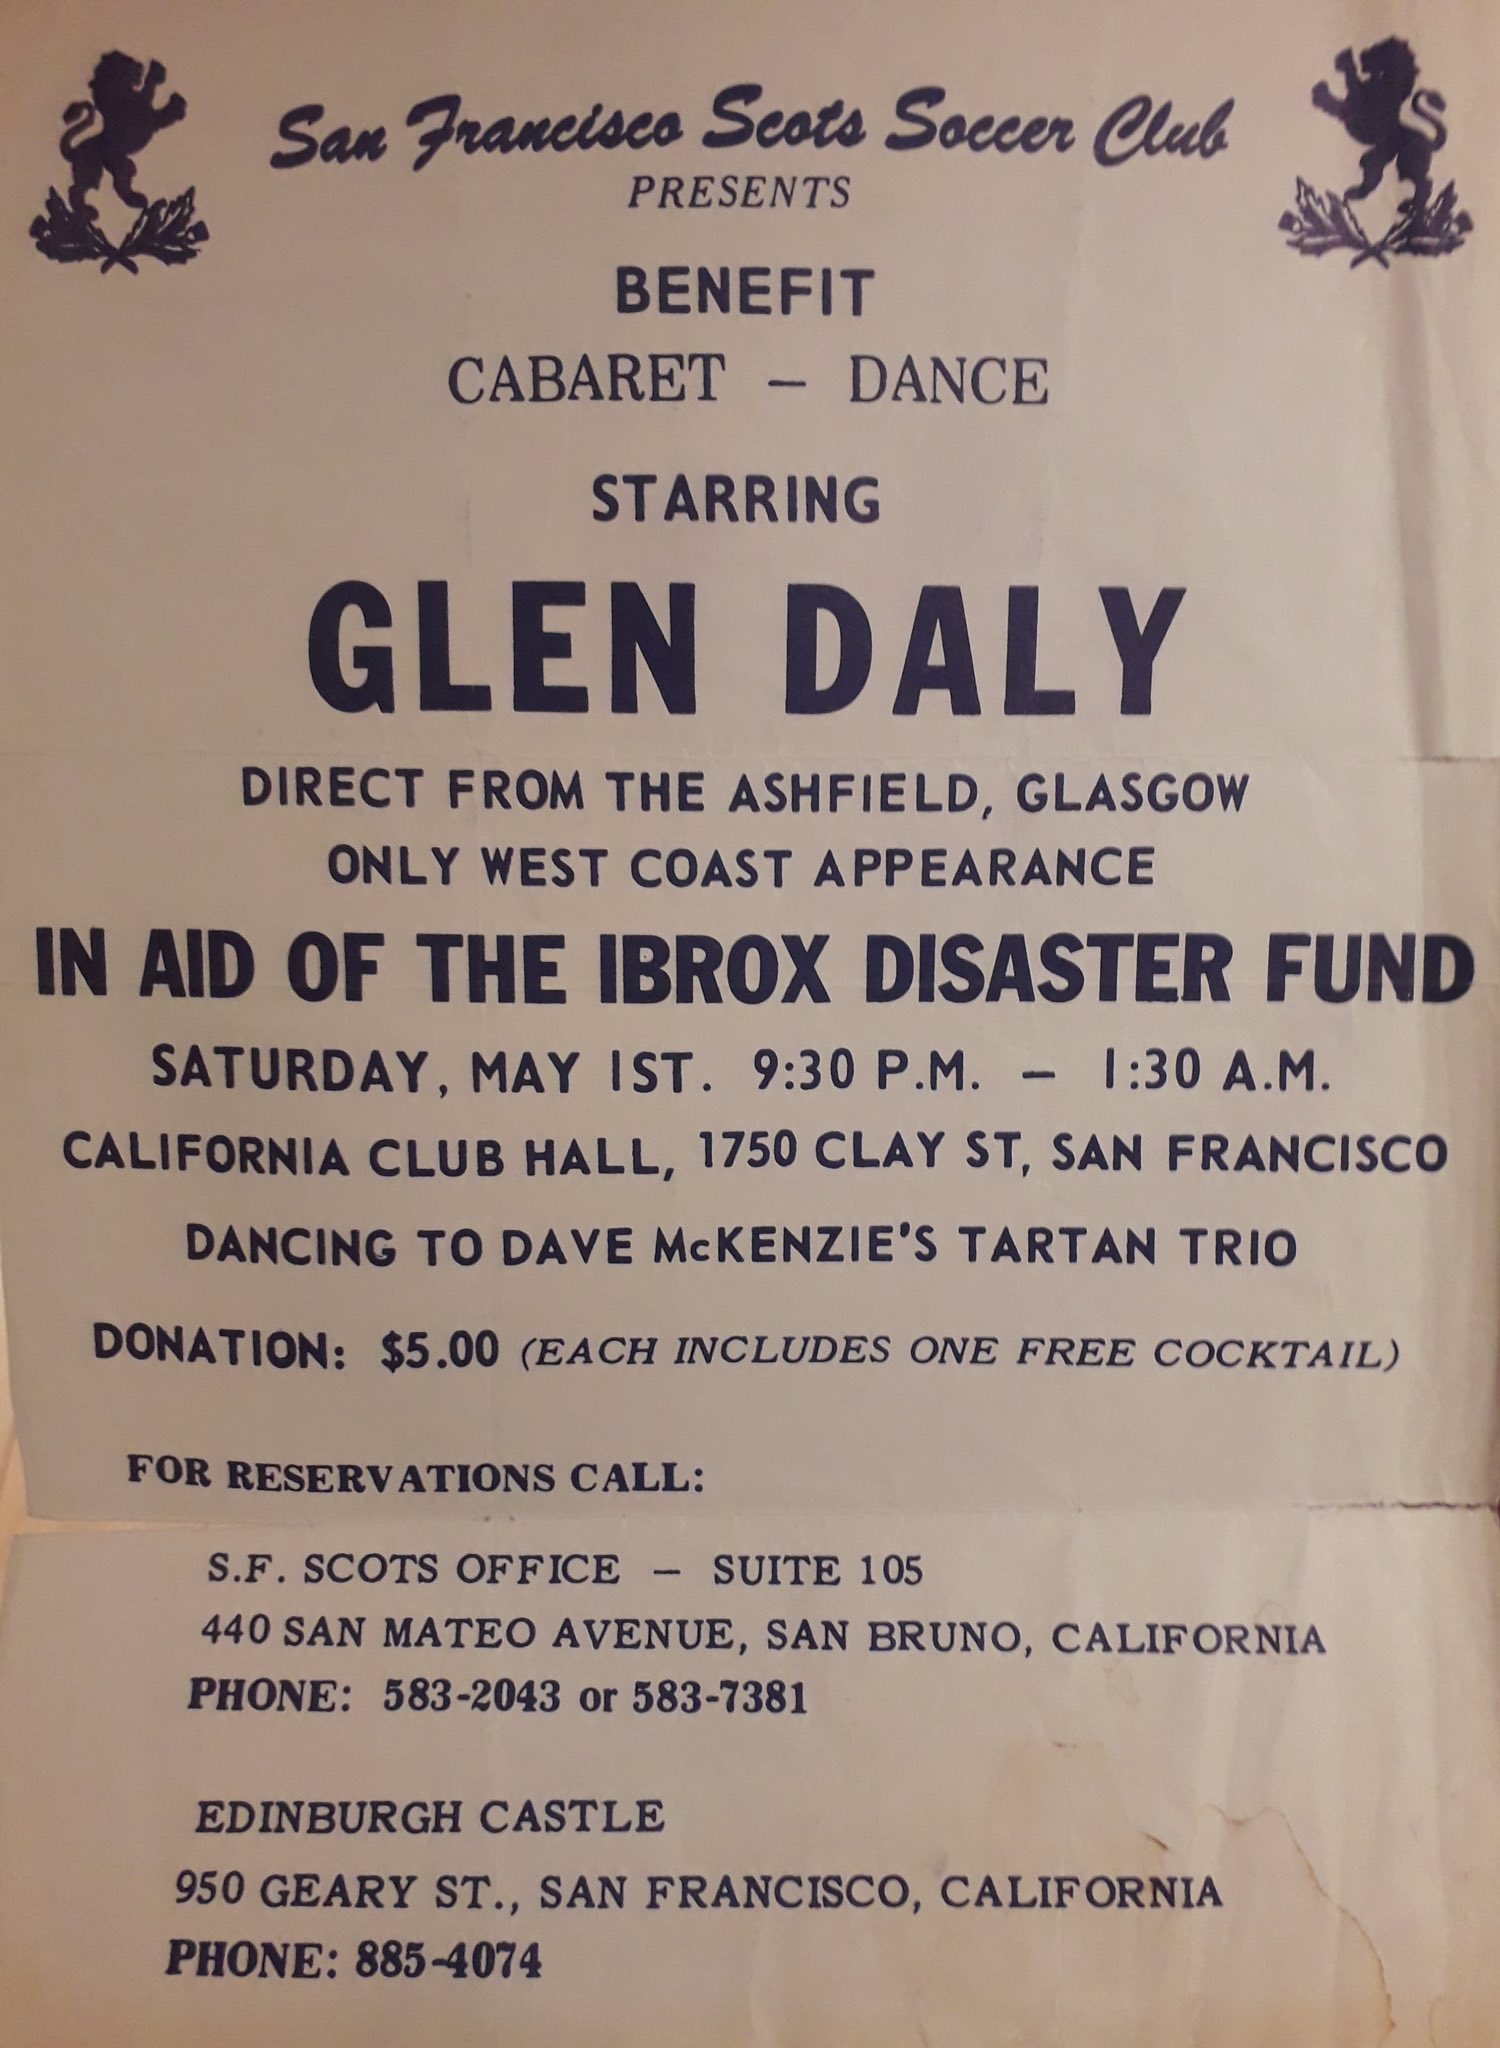 San Francisco Scots Soccer Club
PRESENTS
BENEFIT
CABARET – DANCE
STARRING
GLEN DALY
DIRECT FROM THE ASHFIELD, GLASGOW
ONLY WEST COAST APPEARANCE
IN AID OF THE IBROX DISASTER FUND
SATURDAY, MAY 1ST. 9:30 P.M. – 1:30 A.M.
CALIFORNIA CLUB HALL, 1750 CLAY ST, SAN FRANCISCO
DANCING TO DAVE McKENZIE'S TARTAN TRIO
DONATION: $5.00 (EACH INCLUDES ONE FREE COCKTAIL)
FOR RESERVATIONS CALL:
S.F. SCOTS OFFICE – SUITE 105
440 SAN MATEO AVENUE, SAN BRUNO, CALIFORNIA
PHONE: 583-2043 or 583-7381
EDINBURGH CASTLE
950 GEARY ST., SAN FRANCISCO, CALIFORNIA
PHONE: 885-4074